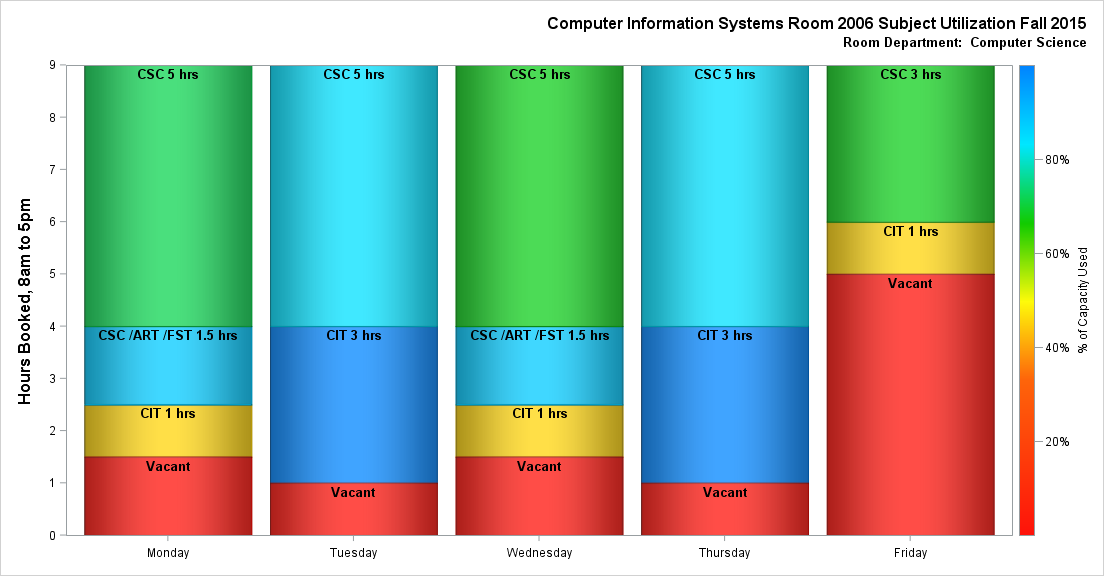 Computer Information Systems Room 2006 Subject Utilization Fall 2015
Room Department:  Computer Science
Hours Booked, 8am to 5pm
9
8
7
6
5
4
3
2
1
0
CSC 5 hrs
CSC /ART /FST 1.5 hrs
CIT 1 hrs
Vacant
CSC 5 hrs
CIT 3 hrs
Vacant
CSC 5 hrs
CSC /ART /FST 1.5 hrs
CIT 1 hrs
Vacant
CSC 5 hrs
CIT 3 hrs
Vacant
CSC 3 hrs
CIT 1 hrs
Vacant
Monday
Tuesday
Wednesday
Thursday
Friday
80%
60%
40%
20%
% of Capacity Used